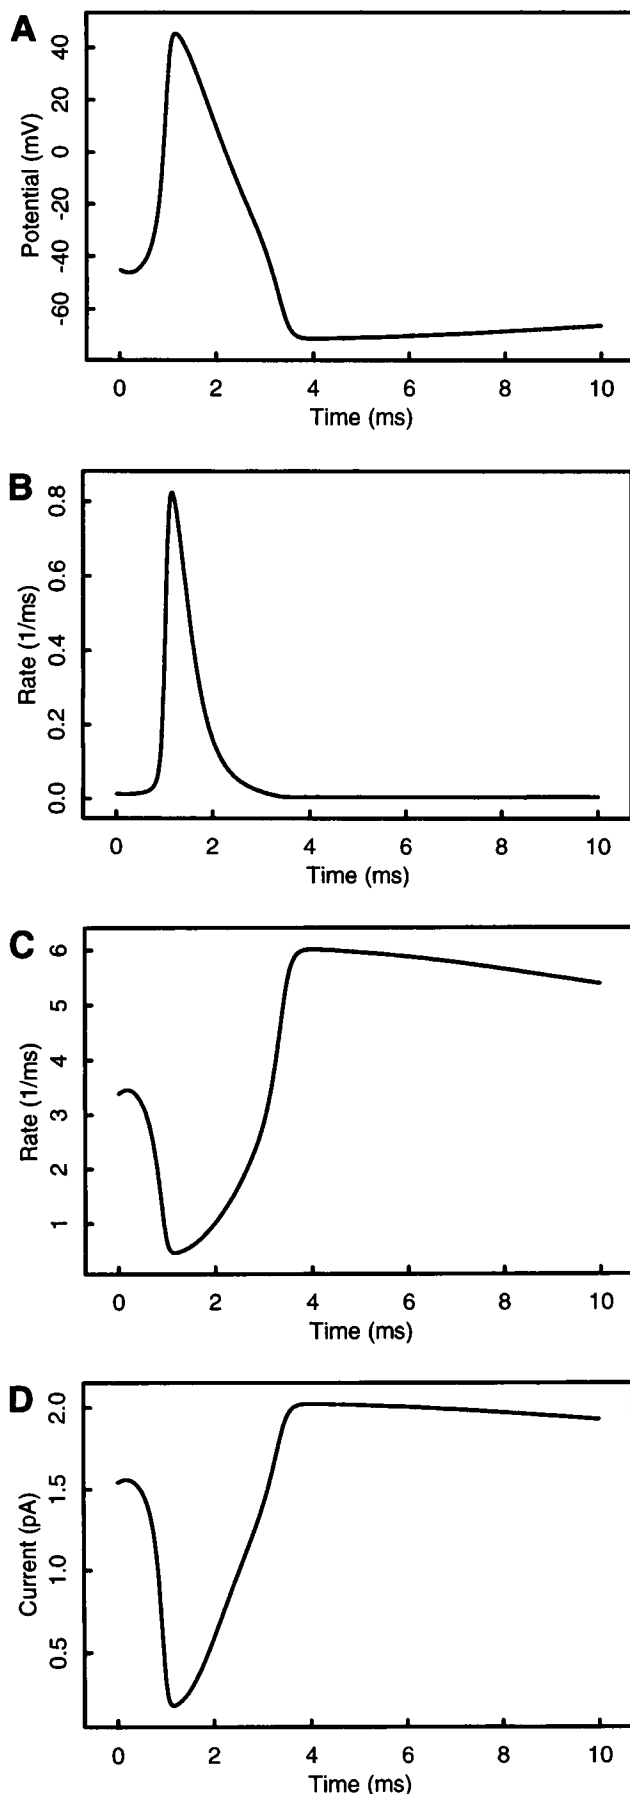 A
Potential (mV)
40
20
0
-20
-40
-60
0 2 4 6 8 10
Time (ms)
B
Rate (1/ms)
0.8
0.6
0.4
0.2
0.0
0 2 4 6 8 10
Time (ms)
C
Rate (1/ms)
6
5
4
3
2
1
0 2 4 6 8 10
Time (ms)
D
Current (pA)
2.0
1.5
1.0
0.5
0 2 4 6 8 10
Time (ms)